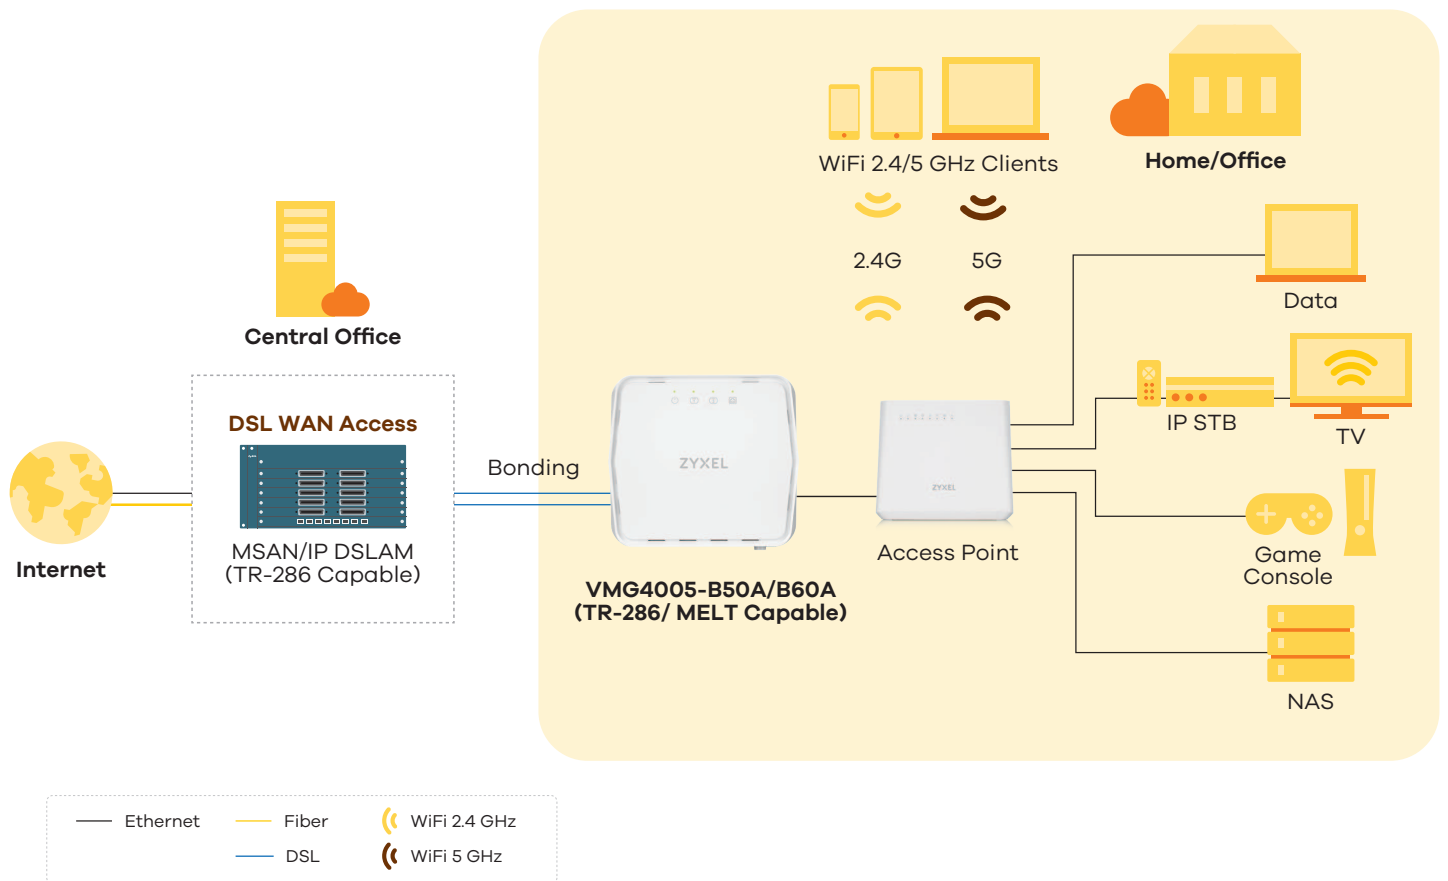 WiFi 2.4/5 GHz Clients
Home/Office
2.4G
5G
Data
IP STB
TV
Game
Console
NAS
Central Office
DSL WAN Access
MSAN/IP DSLAM
(TR-286 Capable)
Internet
Bonding
ZYXEL
VMG4005-B50A/B60A
(TR-286/ MELT Capable)
ZYXEL
Access Point
Ethernet
Fiber
WiFi 2.4 GHz
DSL
WiFi 5 GHz